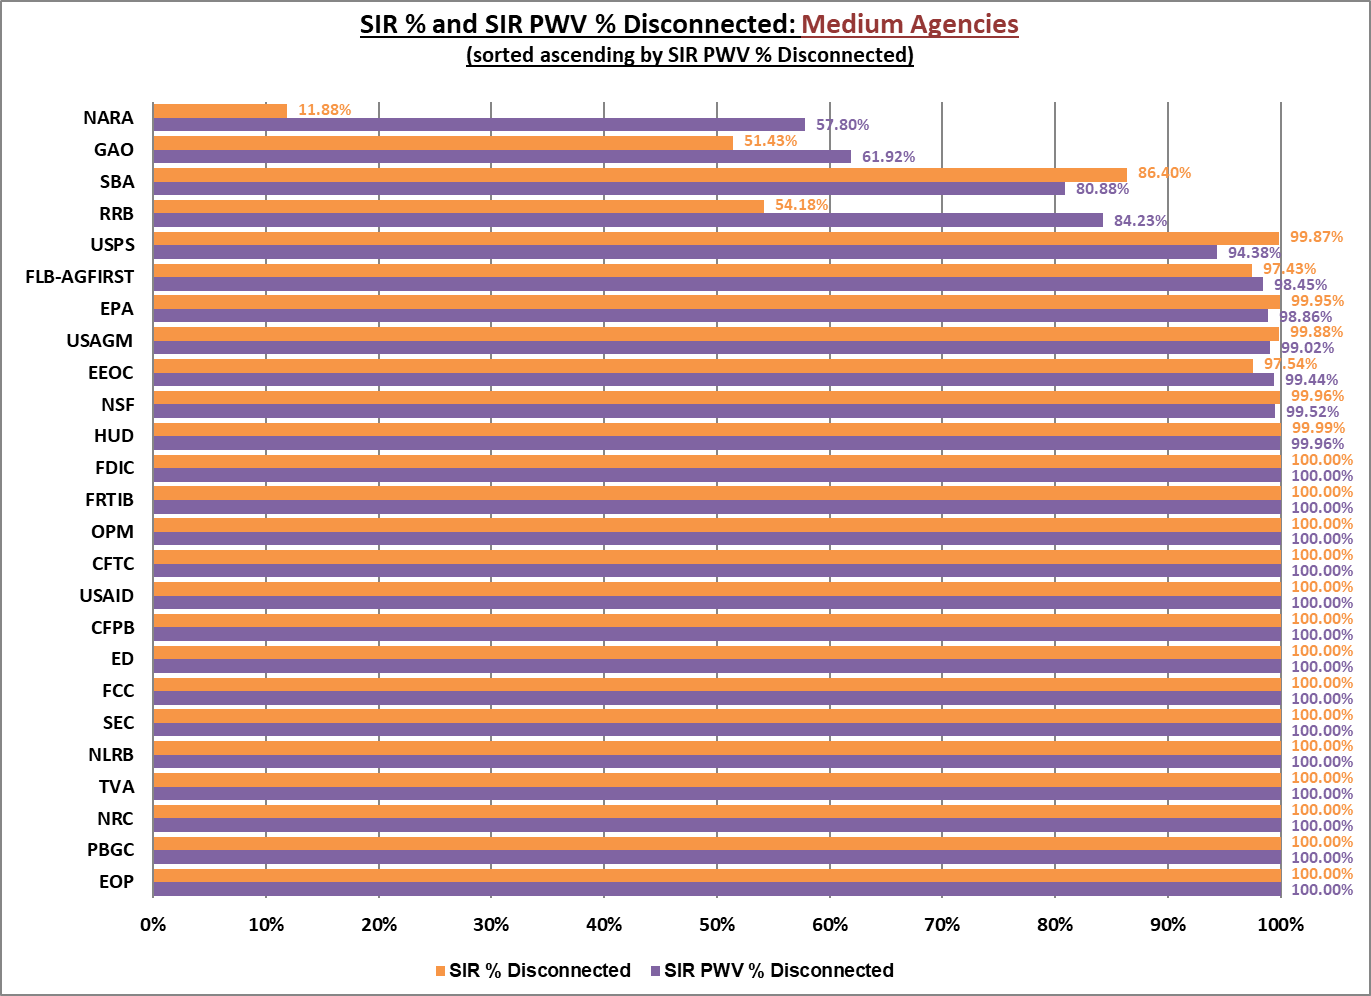 SIR % and SIR PWV % Disconnected: Medium Agencies
(sorted ascending by SIR PWV % Disconnected)
NARA 11.88% 57.80%
GAO 51.43% 61.92%
SBA 86.40% 80.88%
RRB 54.18% 84.23%
USPS 99.87% 94.38%
FLB-AGFIRST 97.43% 98.45%
EPA 99.95% 98.86%
USAGM 99.88% 99.02%
EEOC 97.54% 99.44%
NSF 99.96% 99.52%
HUD 99.99% 99.96%
FDIC 100.00% 100.00%
FRTIB 100.00% 100.00%
OPM 100.00% 100.00%
CFTC 100.00% 100.00%
USAID 100.00% 100.00%
CFPB 100.00% 100.00%
ED 100.00% 100.00%
FCC 100.00% 100.00%
SEC 100.00% 100.00%
NLRB 100.00% 100.00%
TVA 100.00% 100.00%
NRC 100.00% 100.00%
PBGC 100.00% 100.00%
EOP 100.00% 100.00%
0% 10% 20% 30% 40% 50% 60% 70% 80% 90% 100%
SIR % Disconnected SIR PWV % Disconnected